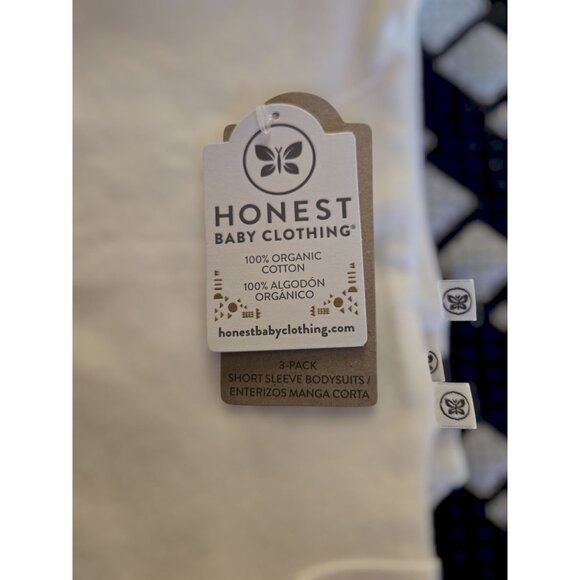 HONEST
BABY CLOTHING®
100% ORGANIC
COTTON
100% ALGODÓN
ORGÁNICO
honestbabyclothing.com
3-PACK
SHORT SLEEVE BODYSUITS /
ENTERIZOS MANGA CORTA